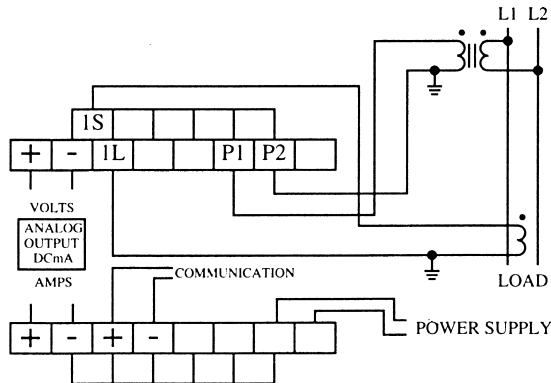 L1 L2
1S
+ - 1L P1 P2
VOLTS
ANALOG
OUTPUT
DCmA
AMPS
COMMUNICATION
LOAD
+ - + -
POWER SUPPLY